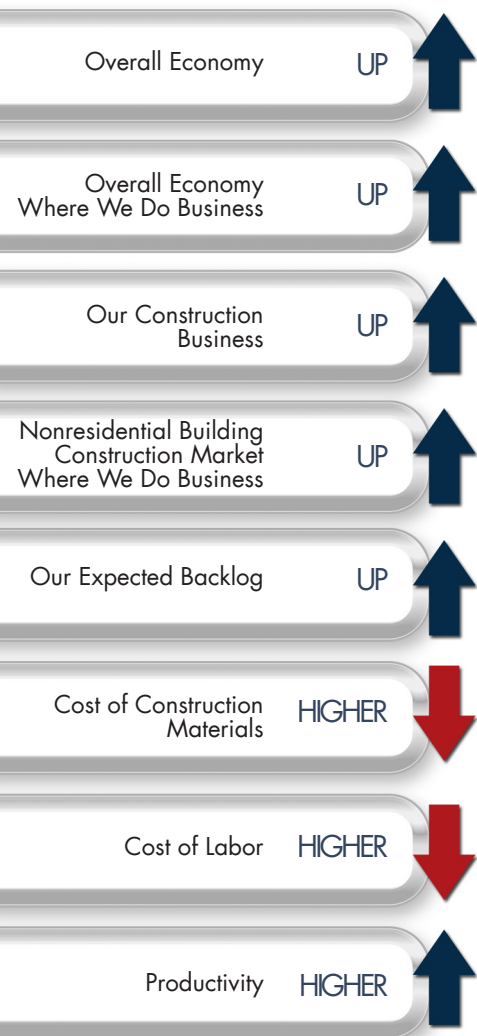 Overall Economy UP
Overall Economy
Where We Do Business UP
Our Construction
Business UP
Nonresidential Building
Construction Market
Where We Do Business UP
Our Expected Backlog UP
Cost of Construction
Materials HIGHER
Cost of Labor HIGHER
Productivity HIGHER